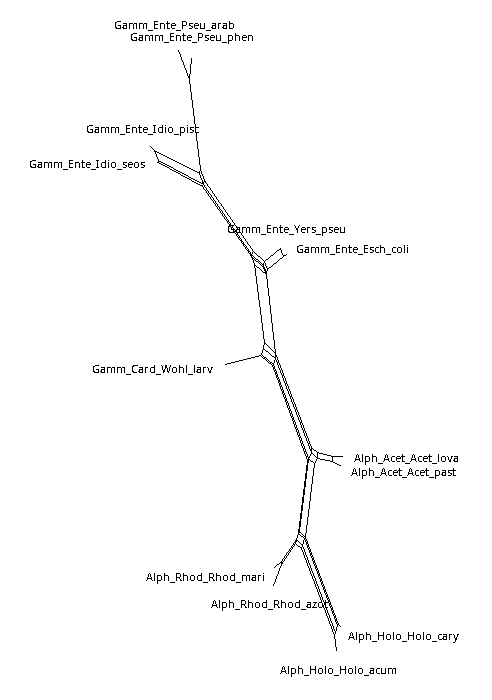 Gamm_Ente_Pseu_arab
Gamm_Ente_Pseu_phen
Gamm_Ente_Idio_pisc
Gamm_Ente_Idio_seos
Gamm_Ente_Yers_pseu
Gamm_Ente_Esch_coli
Gamm_Card_Wohl_larv
Alph_Acet_Acet_lova
Alph_Acet_Acet_past
Alph_Rhod_Rhod_mari
Alph_Rhod_Rhod_azot
Alph_Holo_Holo_cary
Alph_Holo_Holo_acum